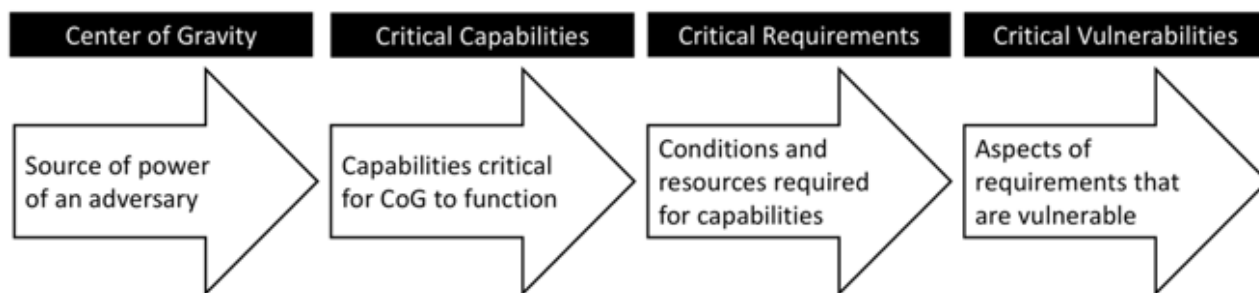 Center of Gravity
Critical Capabilities
Critical Requirements
Critical Vulnerabilities
Source of power
of an adversary
Capabilities critical
for CoG to function
Conditions and
resources required
for capabilities
Aspects of
requirements that
are vulnerable